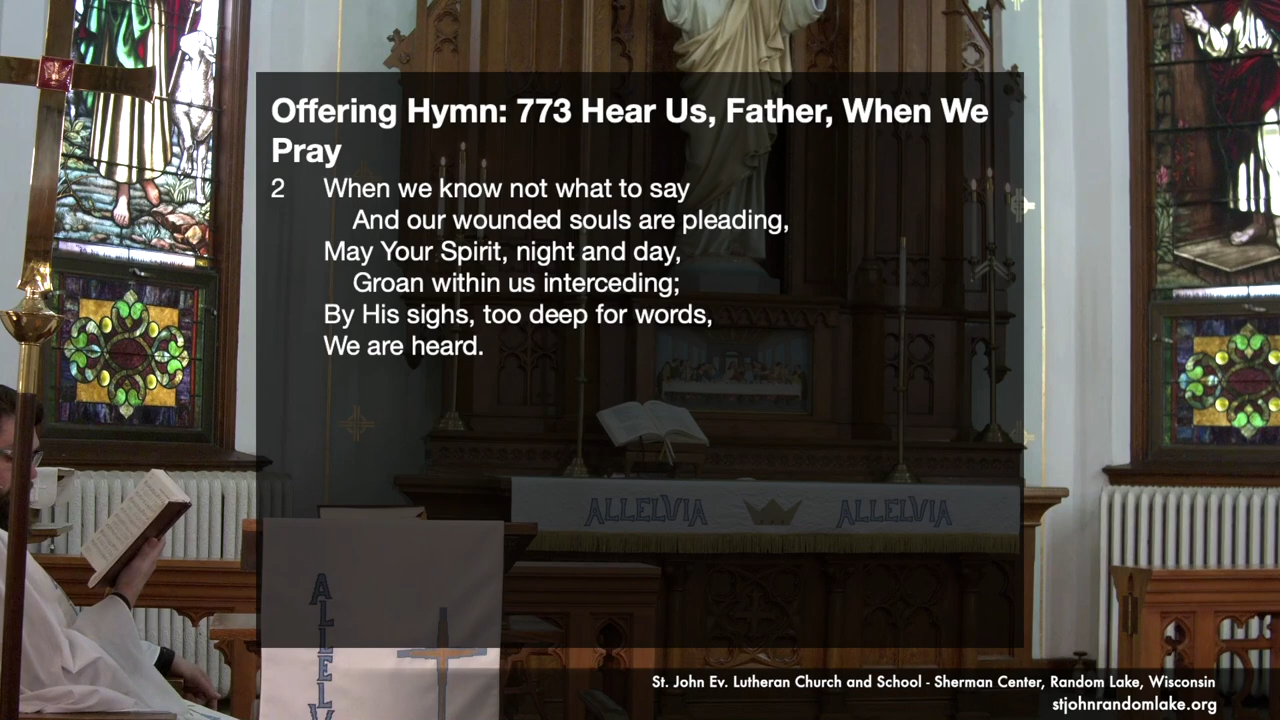 Offering Hymn: 773 Hear Us, Father, When We
Pray
2 When we know not what to say
And our wounded souls are pleading,
May Your Spirit, night and day,
Groan within us interceding;
By His sighs, too deep for words,
We are heard.
ALLELVIA ALLELVIA
ALLELV
St. John Ev. Lutheran Church and School - Sherman Center, Random Lake, Wisconsin
stjohnrandomlake.org